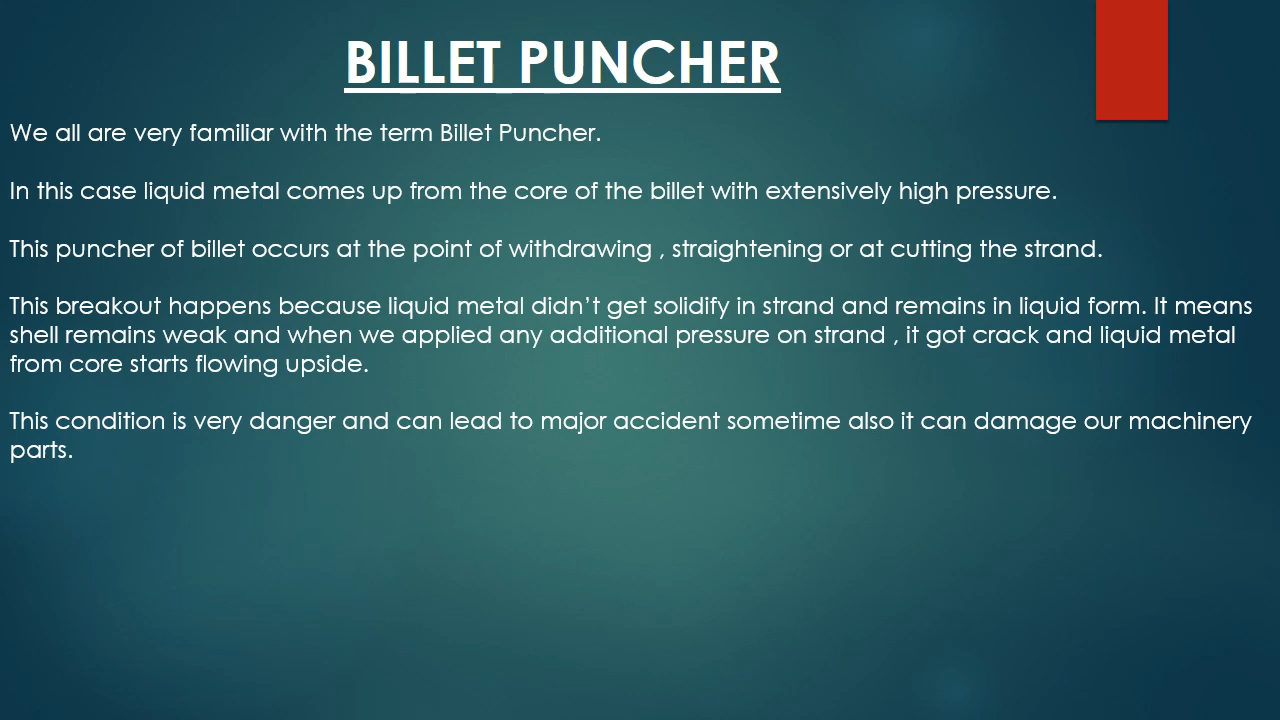 BILLET PUNCHER
We all are very familiar with the term Billet Puncher.
In this case liquid metal comes up from the core of the billet with extensively high pressure.
This puncher of billet occurs at the point of withdrawing , straightening or at cutting the strand.
This breakout happens because liquid metal didn’t get solidify in strand and remains in liquid form. It means
shell remains weak and when we applied any additional pressure on strand , it got crack and liquid metal
from core starts flowing upside.
This condition is very danger and can lead to major accident sometime also it can damage our machinery
parts.